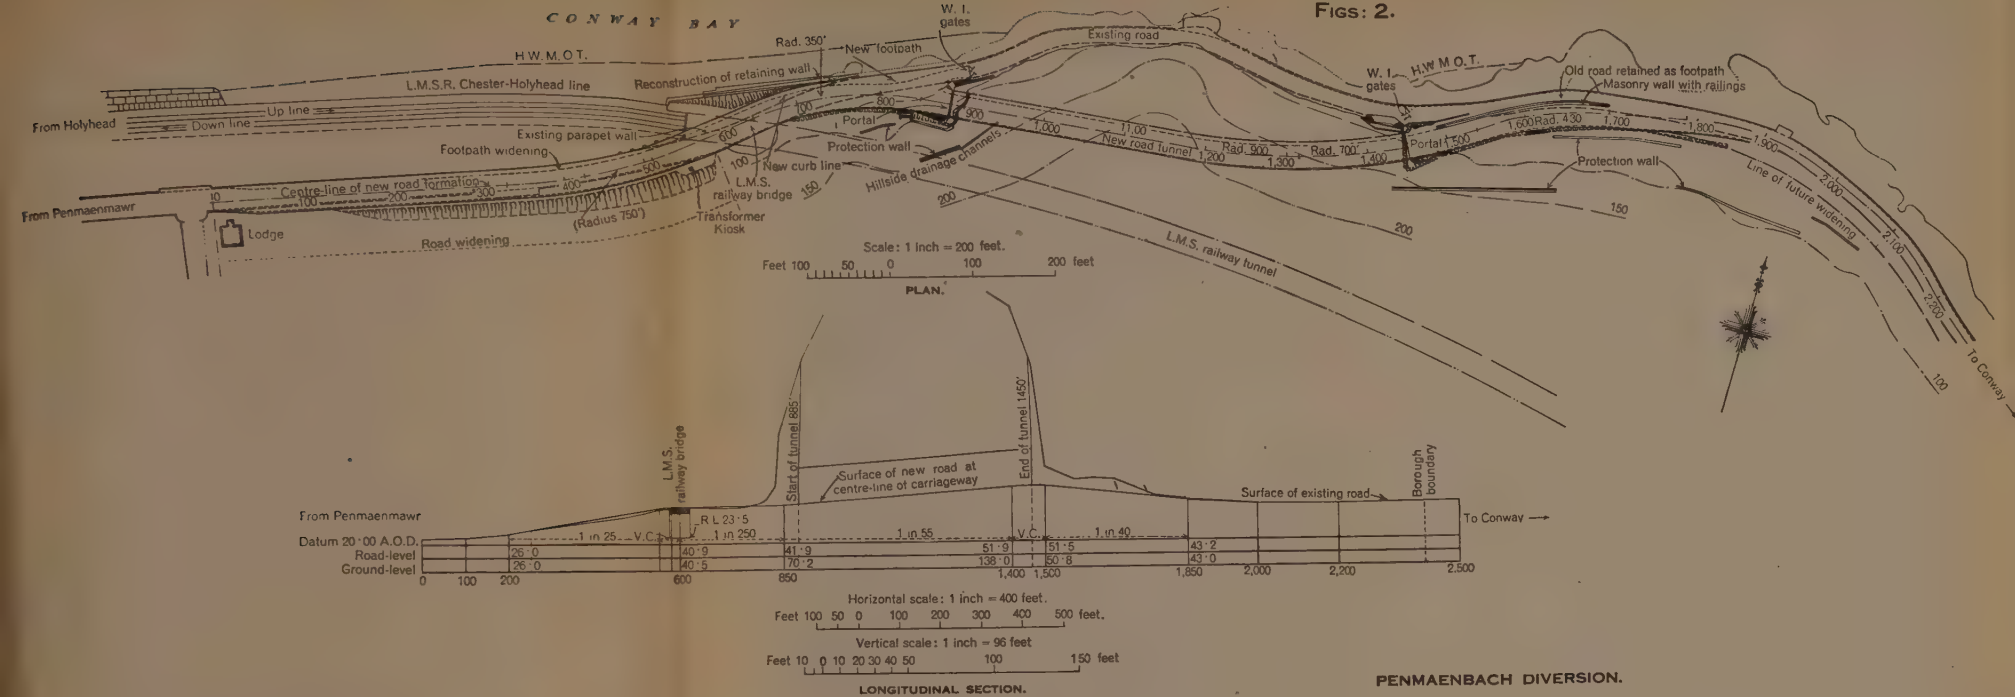 FIGS: 2.
CONWAY BAY
W. I.
gates
Existing road
H.W.M.O.T.
Rad. 350'
New footpath
Reconstruction of retaining wall
L.M.S.R. Chester-Holyhead line
From Holyhead
Up line
Down line
Existing parapet wall
Footpath widening
Centre-line of new road formation
From Penmaenmawr
Lodge
Road widening
(Radius 750')
Transformer
Kiosk
L.M.S.
railway bridge
New curb line
0
100
200
300
400
500
600
700
800
900
1,000
11,00
1,200
1,300
1,400
1,500
1,600
1,700
1,800
1,900
2,000
2,100
2,200
Portal
Protection wall
Hillside drainage channels
100
150
200
New road tunnel
Rad. 900
Rad. 700'
Rad. 430
W. I.
gates
H.W M.O.T.
Old road retained as footpath
Masonry wall with railings
Portal
Protection wall
Line of future widening
150
200
100
To Conway
L.M.S. railway tunnel
Scale: 1 inch = 200 feet.
Feet 100 50 0 100 200 feet
PLAN.
L.M.S.
railway bridge
Start of tunnel 885'
End of tunnel 1450'
Surface of new road at
centre-line of carriageway
Surface of existing road
Borough
boundary
From Penmaenmawr
To Conway
R L 23·5
Datum 20·00 A.O.D.
1 in 25 V.C. 1 in 250 1 in 55 V.C. 1 in 40
Road-level 26·0 40·9 41·9 51·9 51·5 43·2
Ground-level 26·0 40·5 70·2 138·0 50·8 43·0
0 100 200 600 850 1,400 1,500 1,850 2,000 2,200 2.500
Horizontal scale: 1 inch = 400 feet.
Feet 100 50 0 100 200 300 400 500 feet.
Vertical scale: 1 inch = 96 feet
Feet 10 0 10 20 30 40 50 100 150 feet
LONGITUDINAL SECTION.
PENMAENBACH DIVERSION.